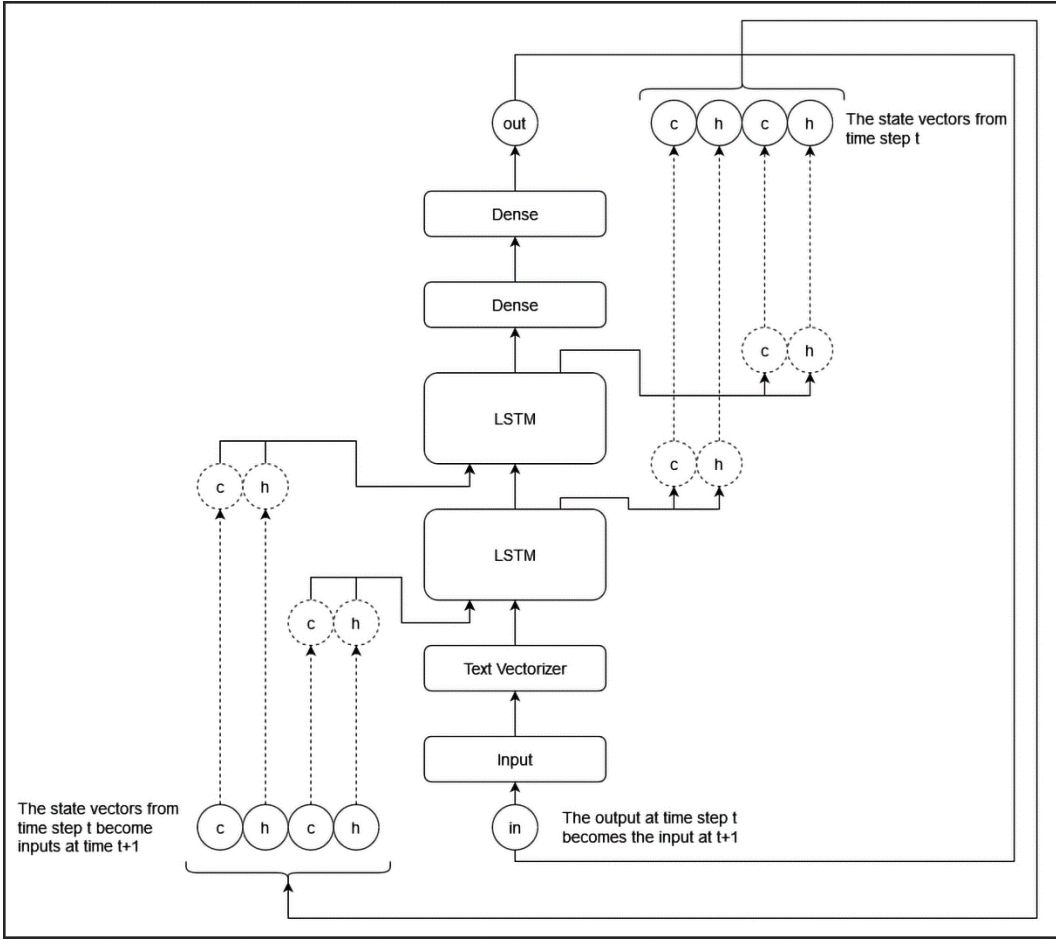 out
c h c h
The state vectors from
time step t
Dense
Dense
c h
LSTM
c h
c h
LSTM
c h
Text Vectorizer
Input
The state vectors from
time step t become
inputs at time t+1
c h c h
in
The output at time step t
becomes the input at t+1